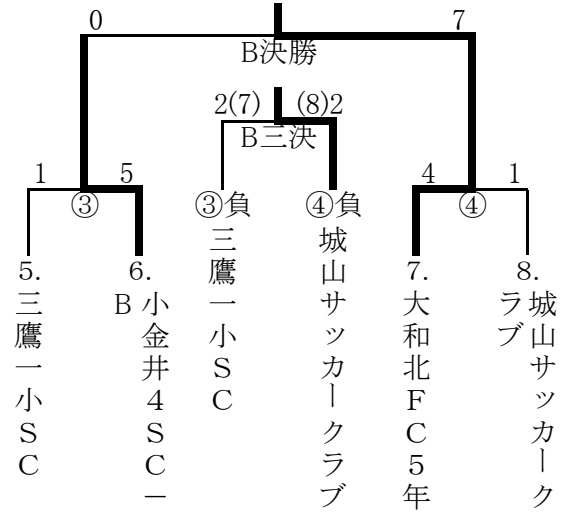 0
7
B決勝
2(7)
(8)2
B三決
1
5
4
1
③
③負
④負
④
5.
三鷹一小SC
6.
小金井4SC－
B
三鷹一小SC
城山サッカークラブ
7.
大和北FC5年
8.
城山サッカーク
ラブ